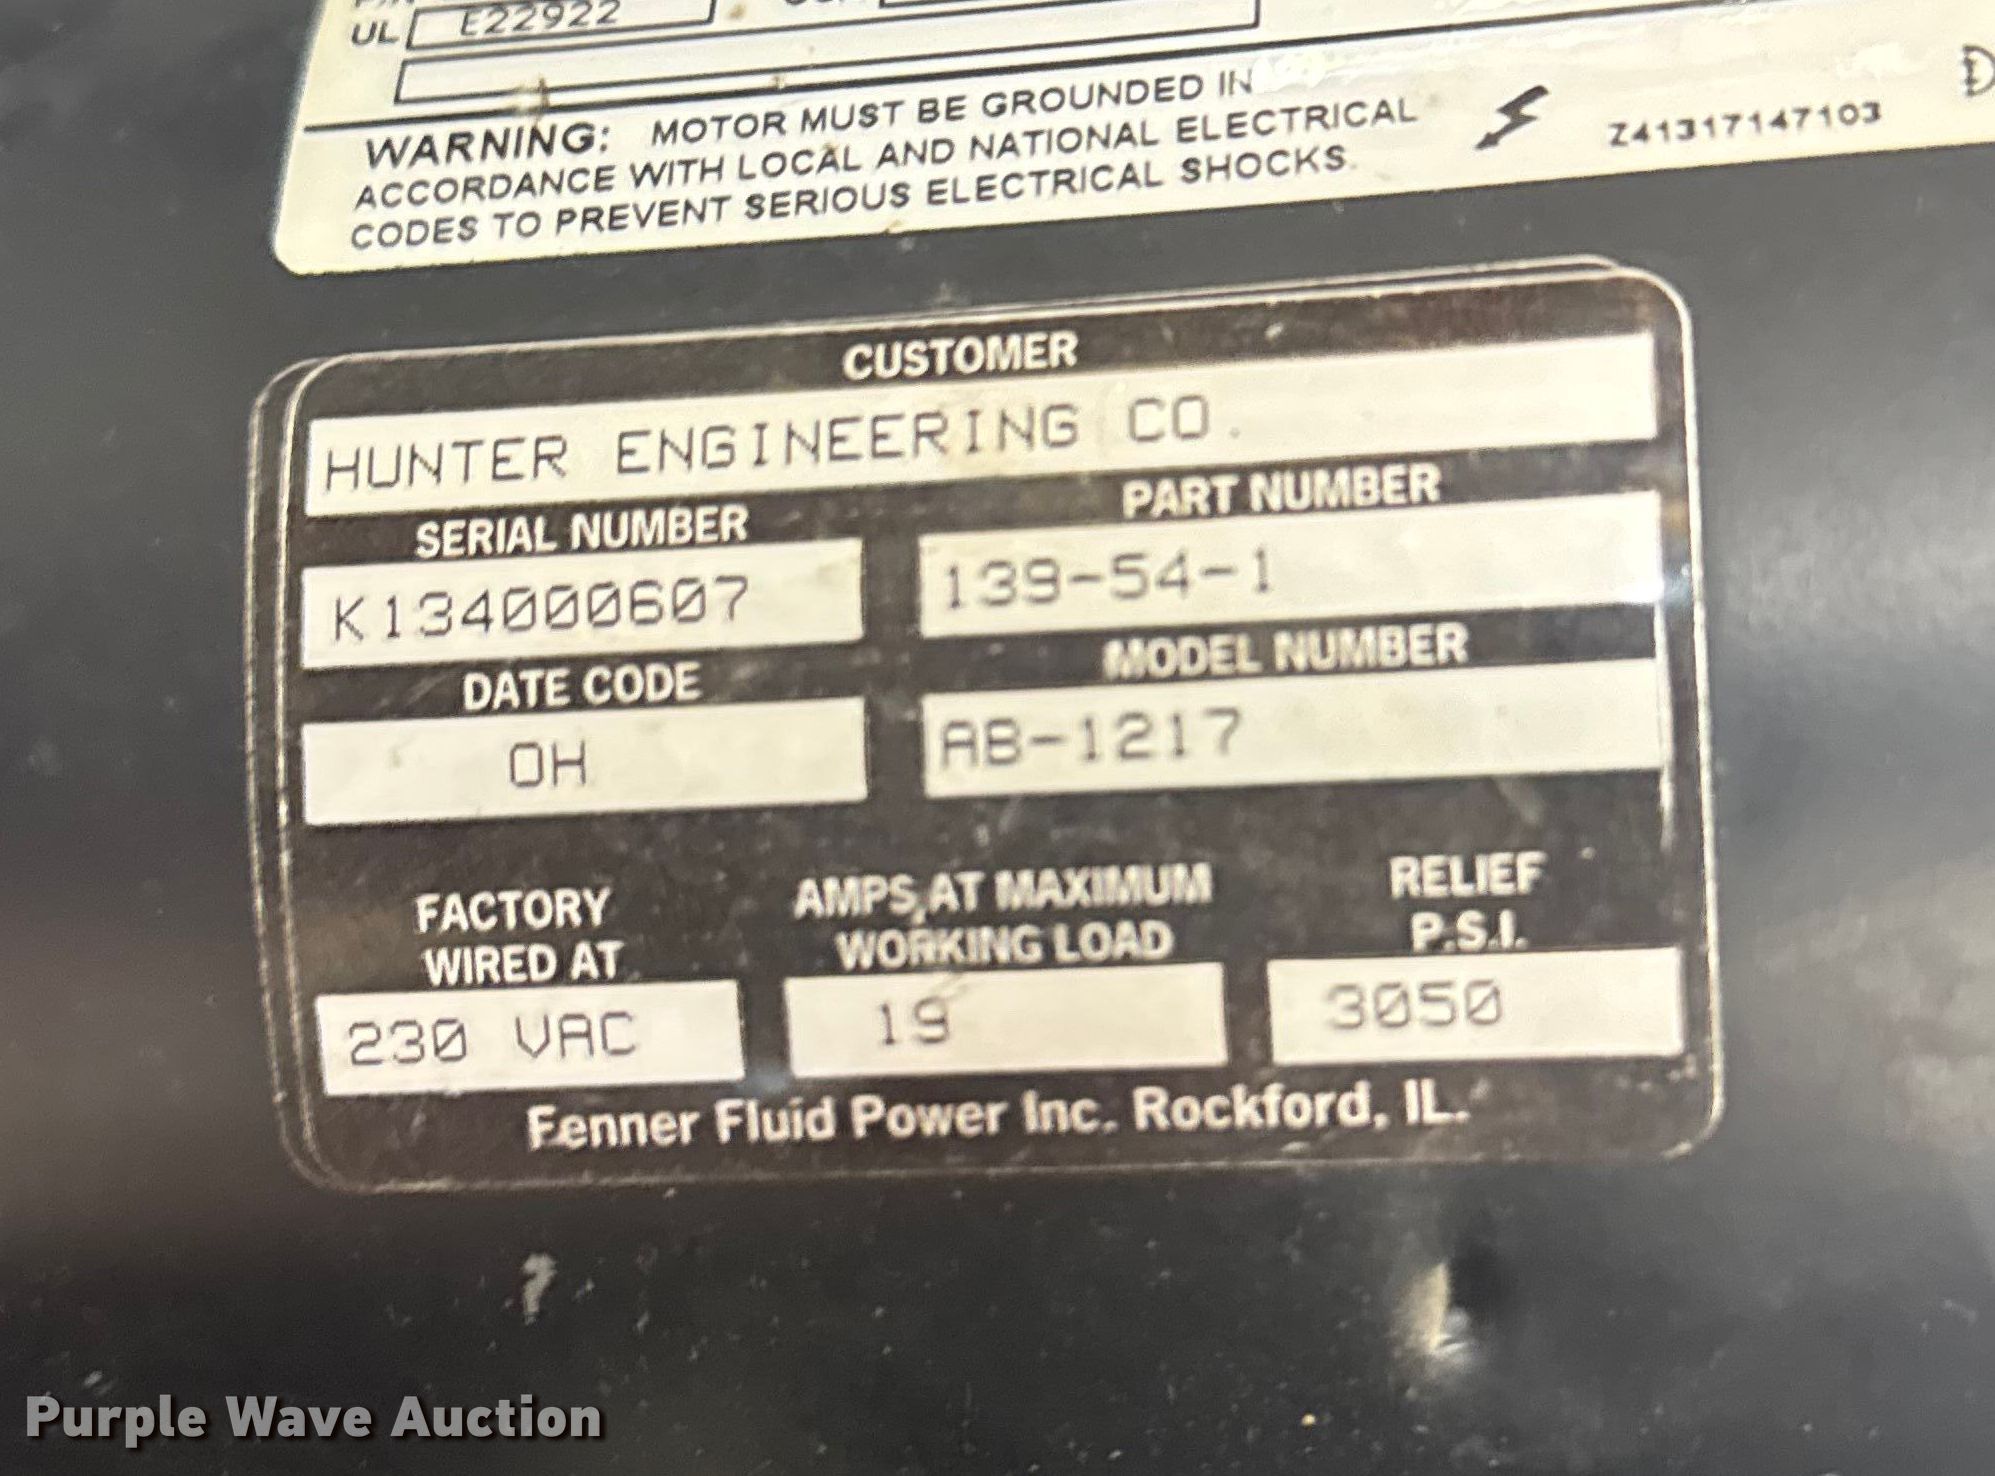 UL E22922
WARNING: MOTOR MUST BE GROUNDED IN
ACCORDANCE WITH LOCAL AND NATIONAL ELECTRICAL
CODES TO PREVENT SERIOUS ELECTRICAL SHOCKS.
Z41317147103
CUSTOMER
HUNTER ENGINEERING CO.
SERIAL NUMBER PART NUMBER
K134000607 139-54-1
DATE CODE MODEL NUMBER
OH AB-1217
FACTORY AMPS AT MAXIMUM RELIEF
WIRED AT WORKING LOAD P.S.I.
230 VAC 19 3050
Fenner Fluid Power Inc. Rockford, IL.
Purple Wave Auction